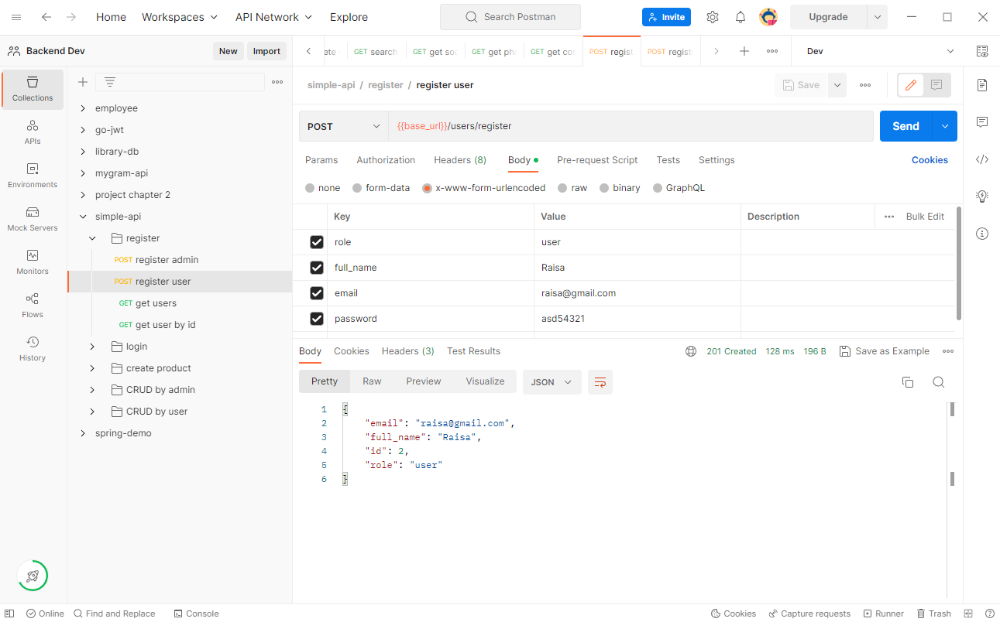 Home Workspaces API Network Explore Search Postman Invite Upgrade
Backend Dev New Import
ete GET search GET get so GET get ph GET get co POST regist POST registe Dev
Collections
APIs
Environments
Mock Servers
Monitors
Flows
History
employee
go-jwt
library-db
mygram-api
project chapter 2
simple-api
register
POST register admin
POST register user
GET get users
GET get user by id
login
create product
CRUD by admin
CRUD by user
spring-demo
simple-api / register / register user Save
POST {{base_url}}/users/register Send
Params Authorization Headers (8) Body Pre-request Script Tests Settings Cookies
none form-data x-www-form-urlencoded raw binary GraphQL
Key Value Description Bulk Edit
role user
full_name Raisa
email raisa@gmail.com
password asd54321
Body Cookies Headers (3) Test Results 201 Created 128 ms 196 B Save as Example
Pretty Raw Preview Visualize JSON
1 {
2 "email": "raisa@gmail.com",
3 "full_name": "Raisa",
4 "id": 2,
5 "role": "user"
6 }
Online Find and Replace Console Cookies Capture requests Runner Trash